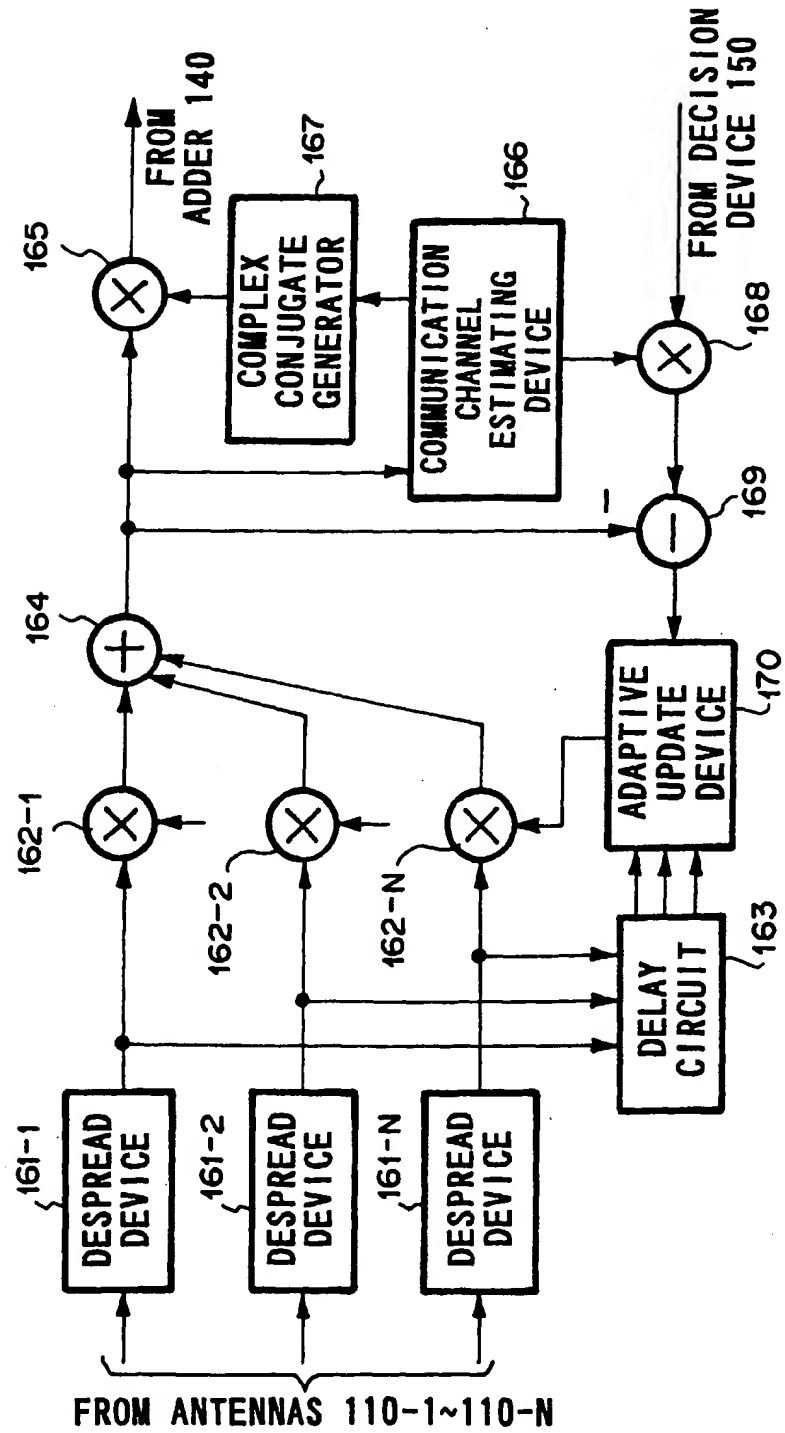 FROM ANTENNAS 110-1~110-N
161-1
DESPREAD
DEVICE
161-2
DESPREAD
DEVICE
161-N
DESPREAD
DEVICE
162-1
162-2
162-N
DELAY
CIRCUIT
163
164
+
ADAPTIVE
UPDATE
DEVICE
170
165
FROM
ADDER 140
COMPLEX
CONJUGATE
GENERATOR
167
COMMUNICATION
CHANNEL
ESTIMATING
DEVICE
166
168
−
−
169
FROM DECISION
DEVICE 150